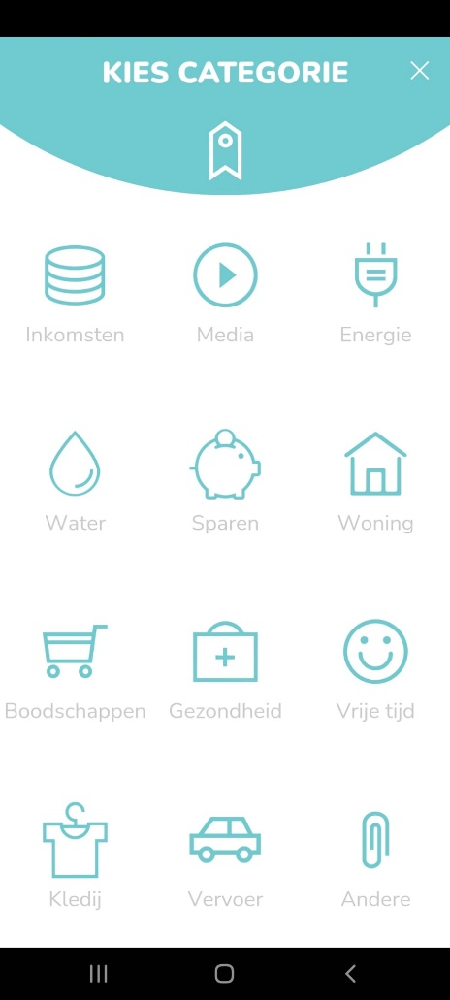 KIES CATEGORIE
Inkomsten
Media
Energie
Water
Sparen
Woning
Boodschappen
Gezondheid
Vrije tijd
Kledij
Vervoer
Andere